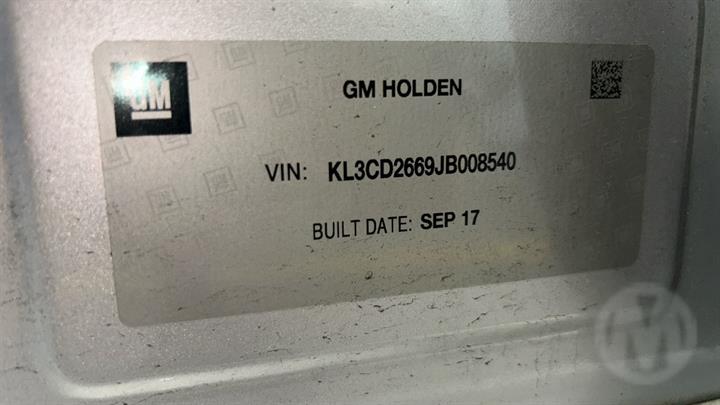 GM
GM HOLDEN
VIN: KL3CD2669JB008540
BUILT DATE: SEP 17
M